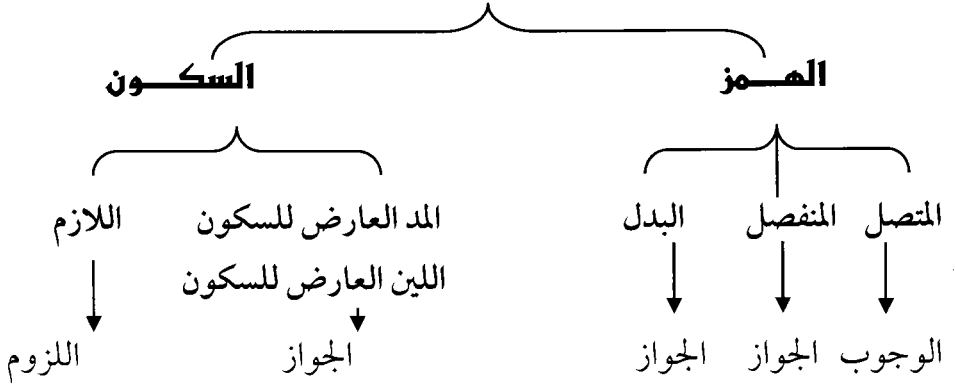 الهمز السكون
المتصل المنفصل البدل المد العارض للسكون اللازم
اللين العارض للسكون
الوجوب الجواز الجواز الجواز اللزوم